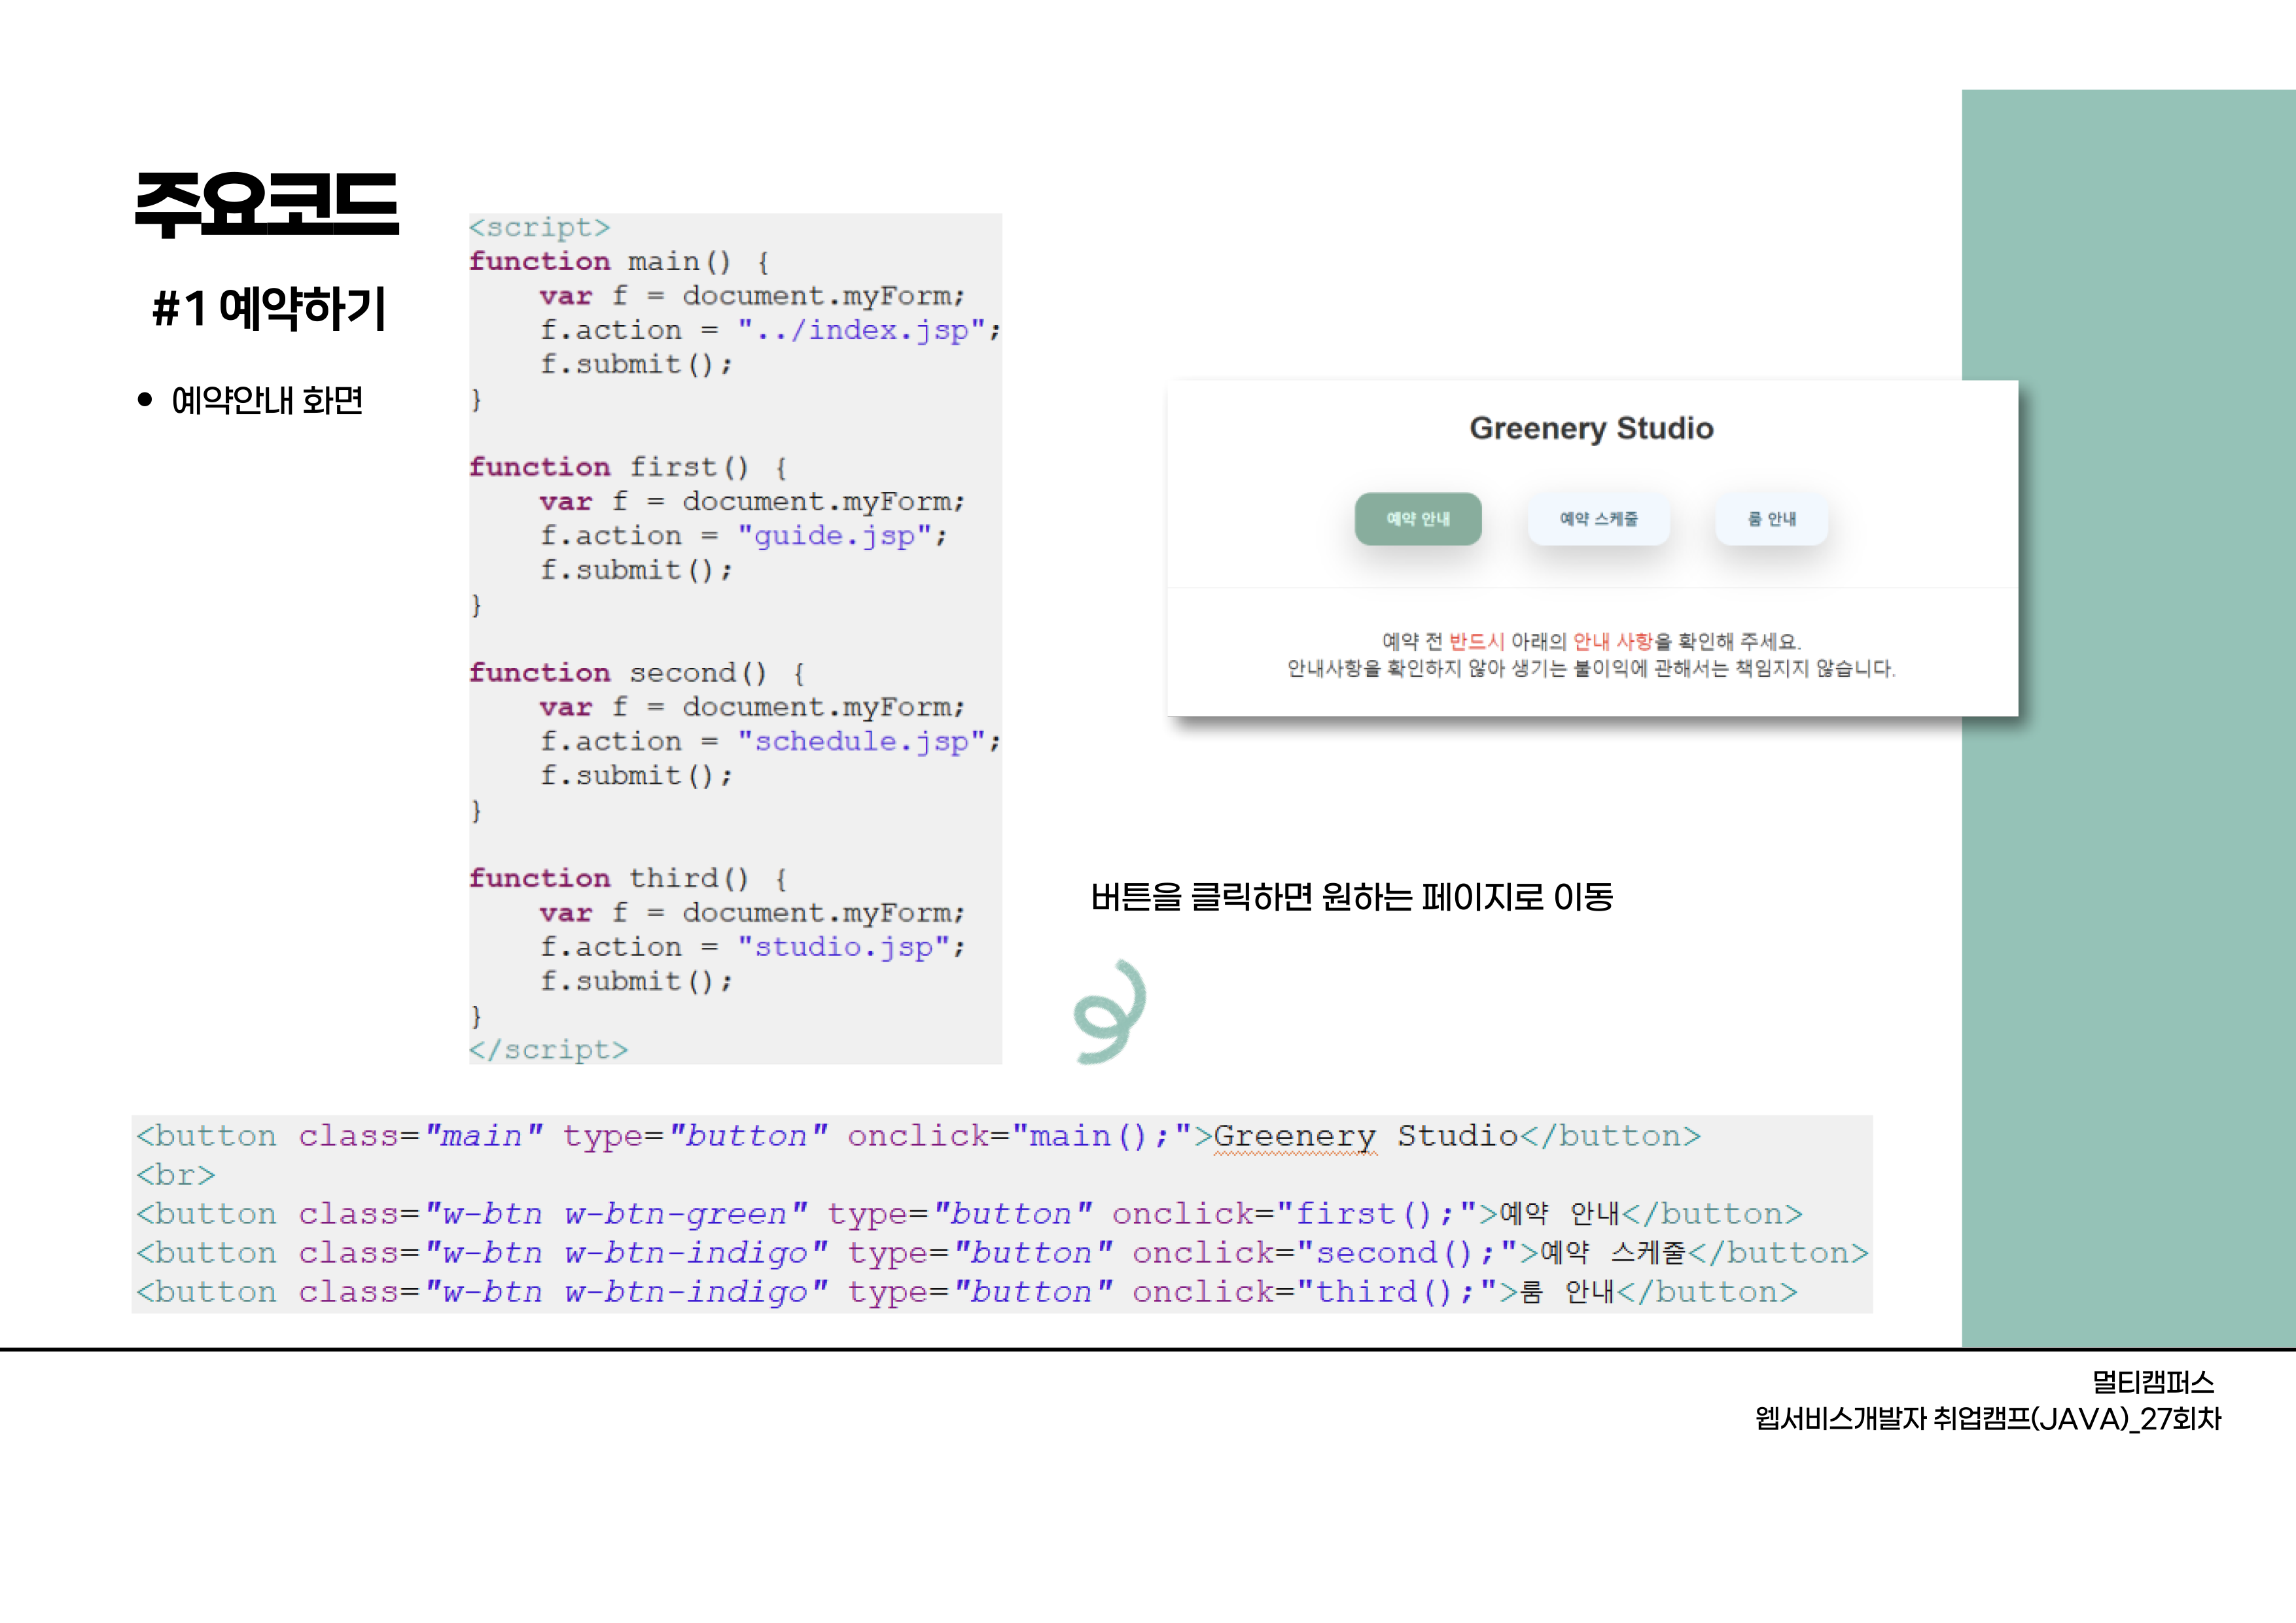 주요코드
#1 예약하기
• 예약안내 화면
<script>
function main() {
    var f = document.myForm;
    f.action = "../index.jsp";
    f.submit();
}

function first() {
    var f = document.myForm;
    f.action = "guide.jsp";
    f.submit();
}

function second() {
    var f = document.myForm;
    f.action = "schedule.jsp";
    f.submit();
}

function third() {
    var f = document.myForm;
    f.action = "studio.jsp";
    f.submit();
}
</script>
Greenery Studio
예약 안내 예약 스케줄 룸 안내
예약 전 반드시 아래의 안내 사항을 확인해 주세요.
안내사항을 확인하지 않아 생기는 불이익에 관해서는 책임지지 않습니다.
버튼을 클릭하면 원하는 페이지로 이동
<button class="main" type="button" onclick="main();">Greenery Studio</button>
<br>
<button class="w-btn w-btn-green" type="button" onclick="first();">예약 안내</button>
<button class="w-btn w-btn-indigo" type="button" onclick="second();">예약 스케줄</button>
<button class="w-btn w-btn-indigo" type="button" onclick="third();">룸 안내</button>
멀티캠퍼스
웹서비스개발자 취업캠프(JAVA)_27회차